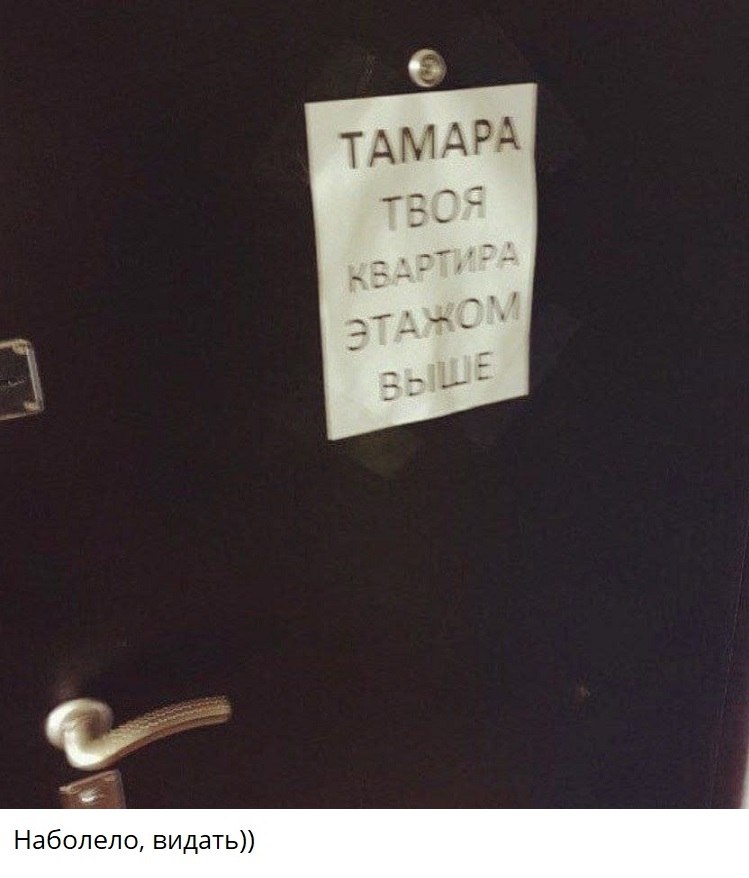 ТАМАРА
ТВОЯ
КВАРТИРА
ЭТАЖОМ
ВЫШЕ
Наболело, видать))